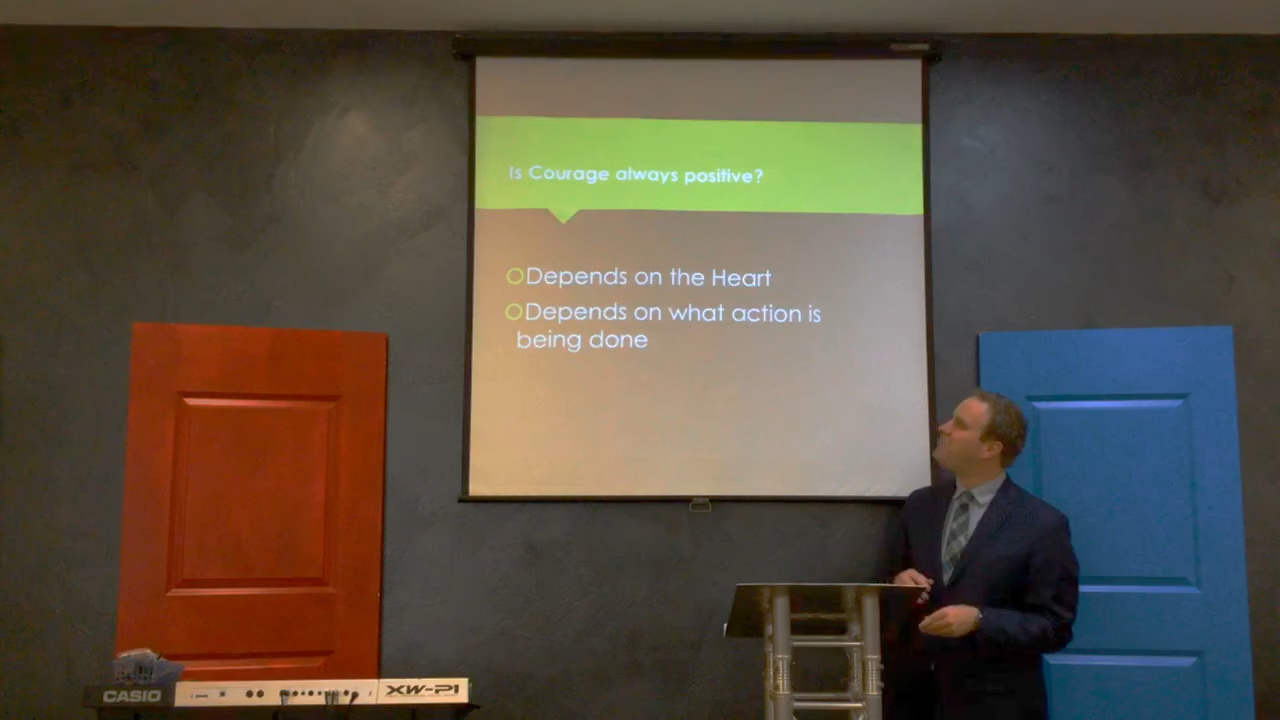 Is Courage always positive?
Depends on the Heart
Depends on what action is
being done
CASIO
XW-P1